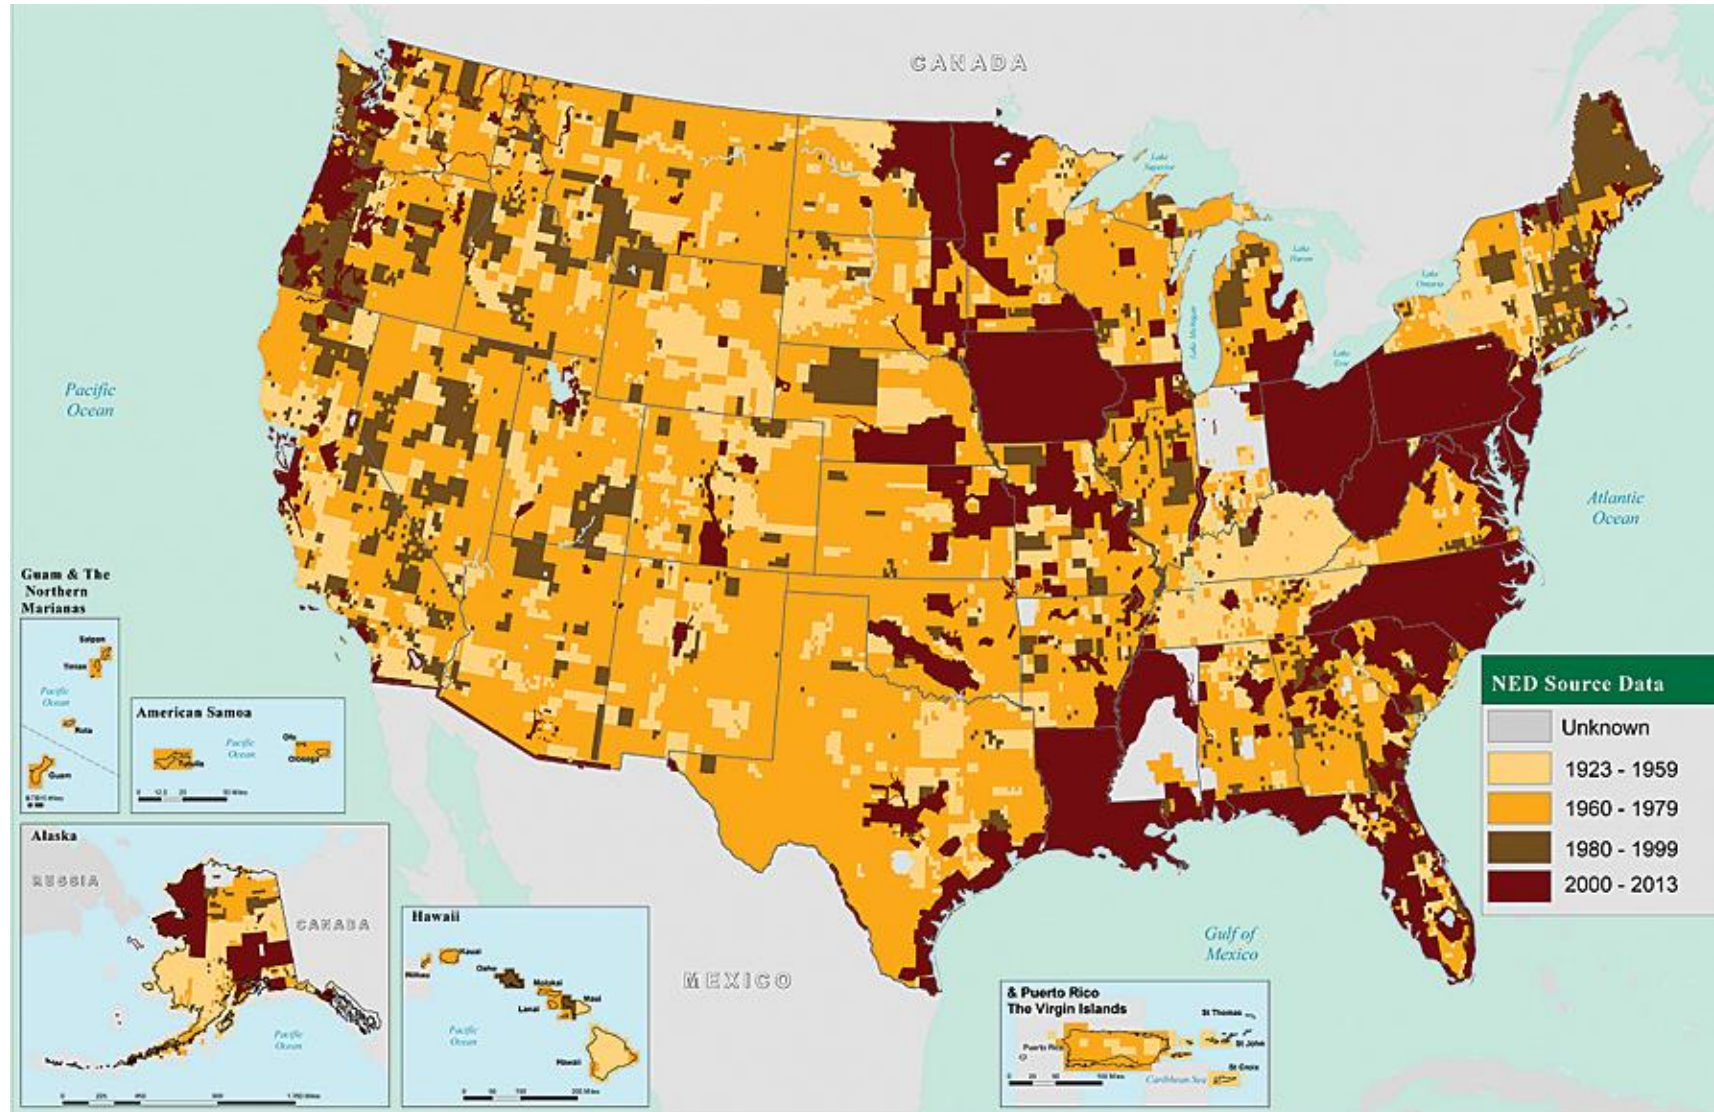 CANADA
Lake
Superior
Lake
Huron
Lake
Ontario
Lake Michigan
Lake
Erie
Pacific
Ocean
Atlantic
Ocean
Guam & The
Northern
Marianas
Saipan
Tinian
Pacific
Ocean
Rota
Guam
American Samoa
Pacific
Ocean
Ofu
Olosega
Tutuila
NED Source Data
Unknown
1923 - 1959
1960 - 1979
1980 - 1999
2000 - 2013
Alaska
RUSSIA
CANADA
Pacific
Ocean
Hawaii
Kauai
Niihau
Oahu
Molokai
Lanai
Maui
Pacific
Ocean
Hawaii
MEXICO
Gulf of
Mexico
& Puerto Rico
The Virgin Islands
St Thomas
St John
Puerto Rico
St Croix
Caribbean Sea